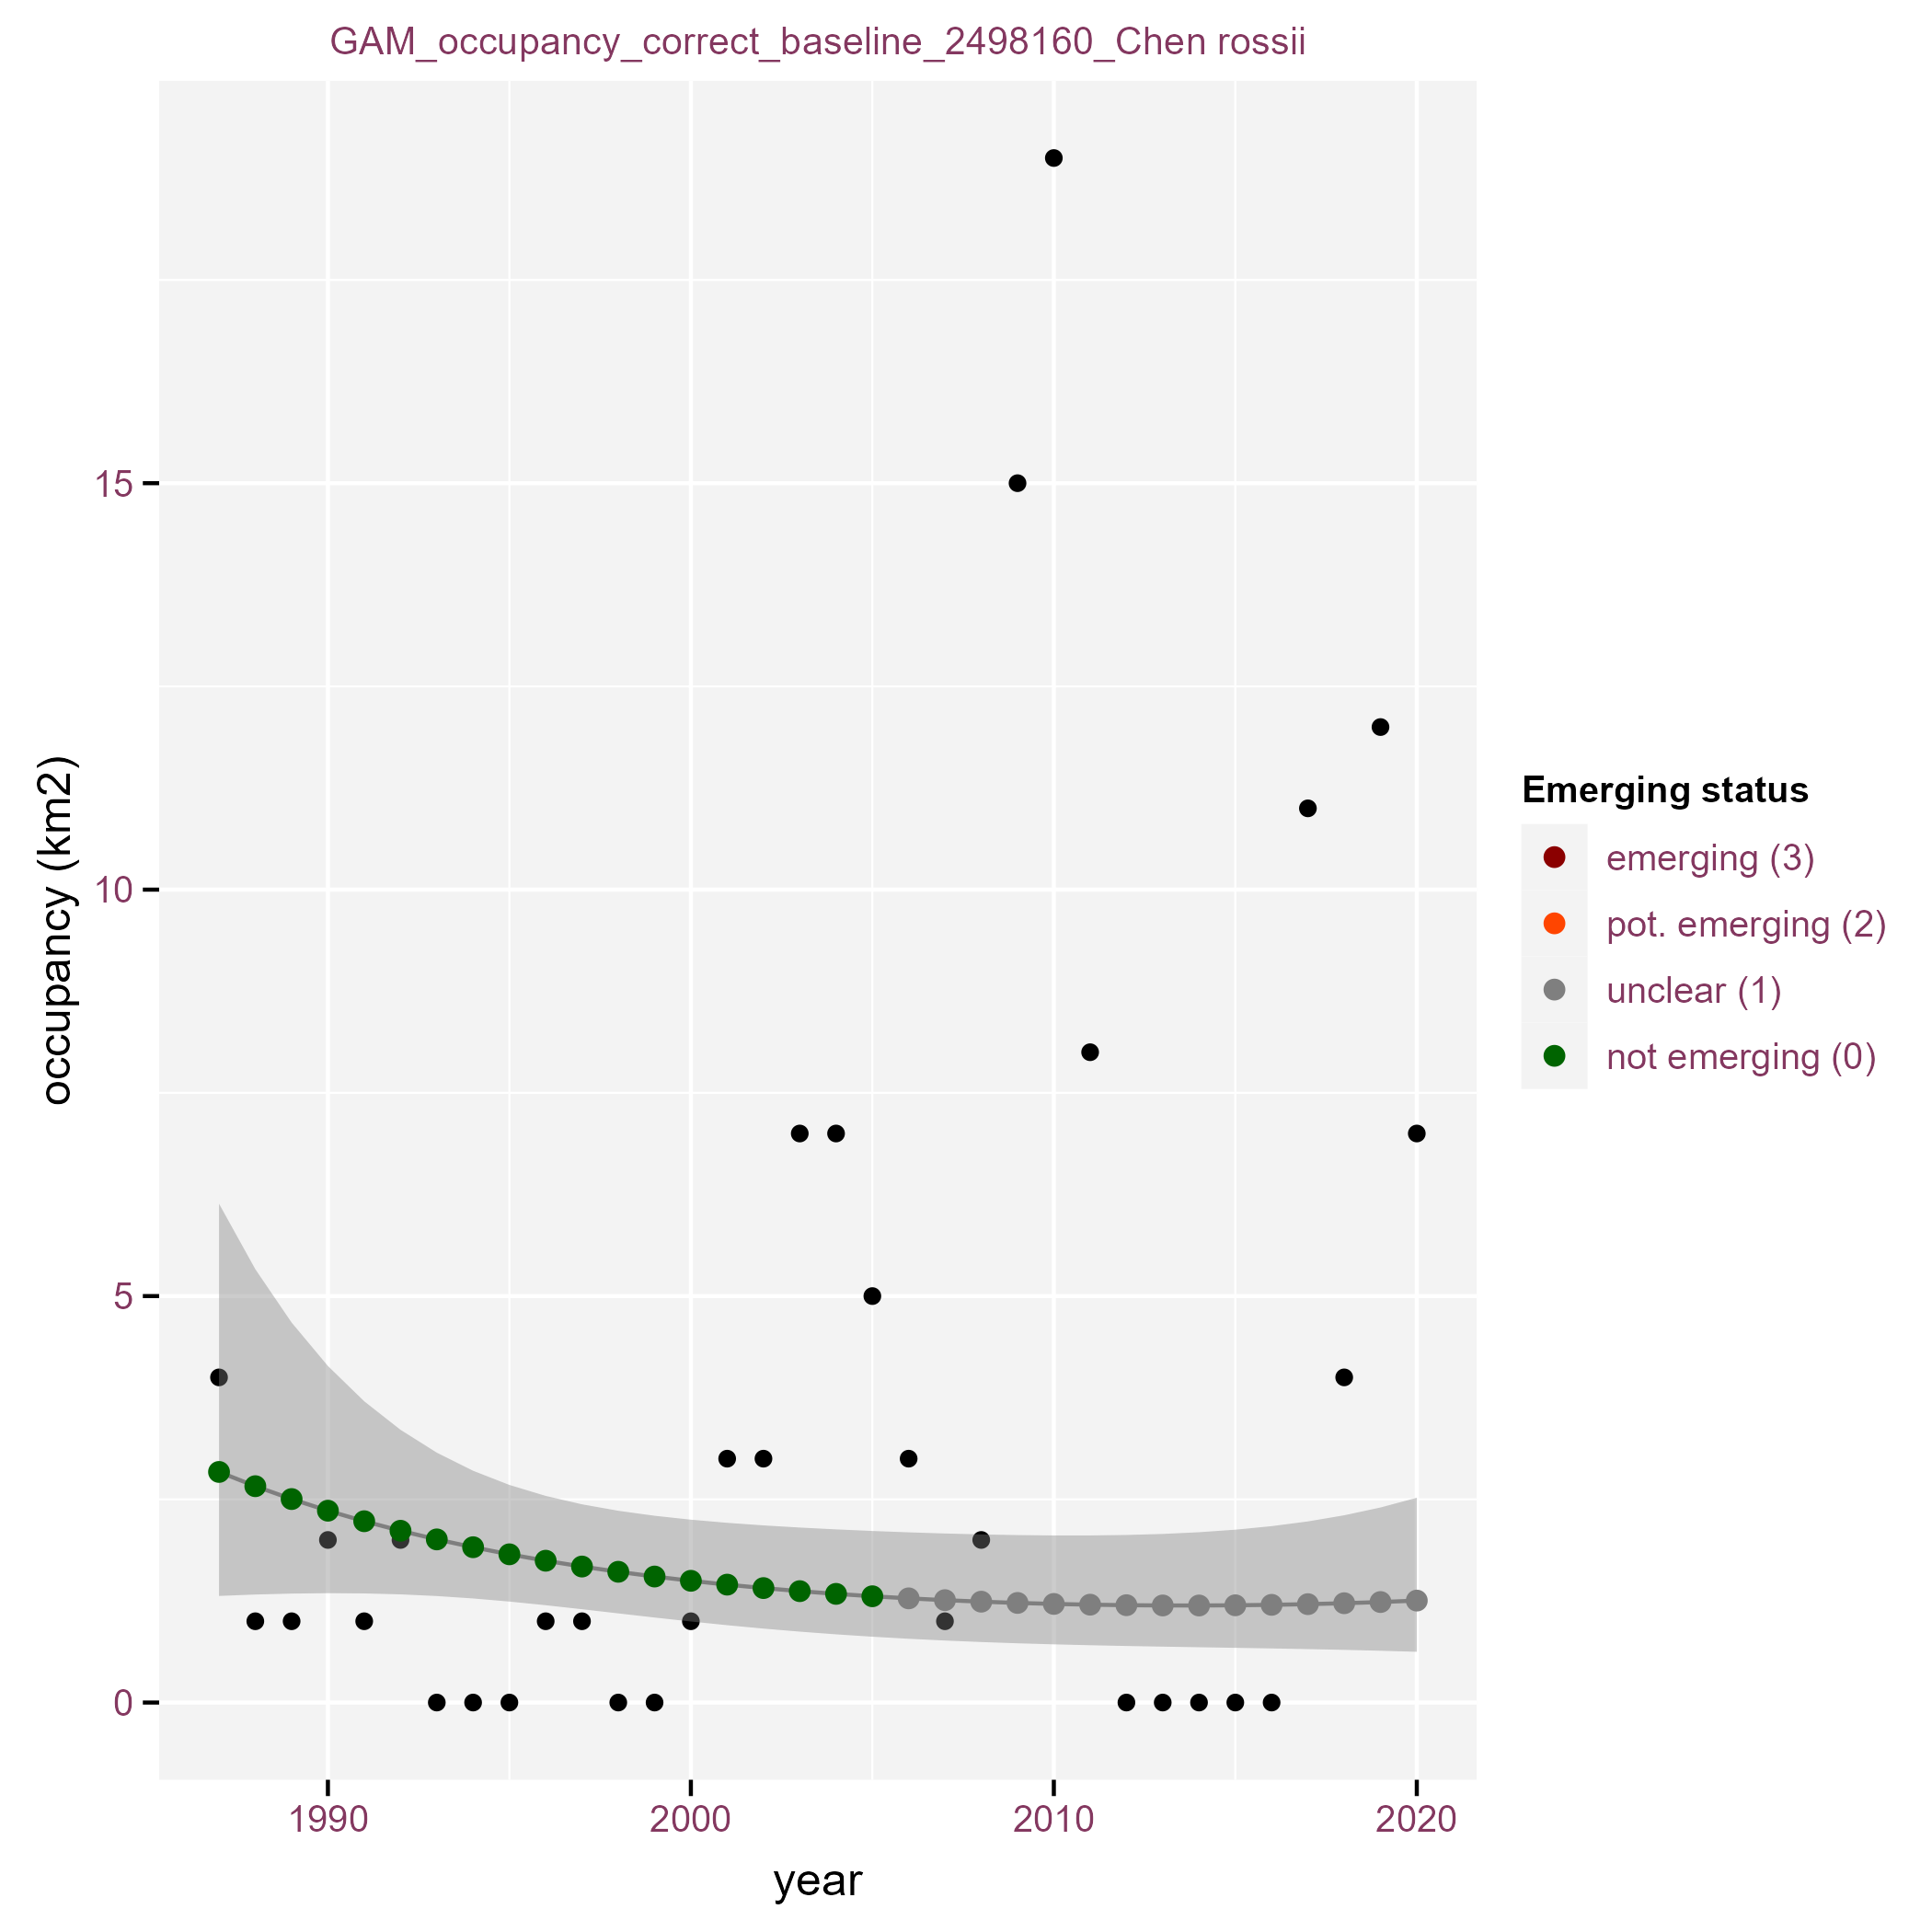 GAM_occupancy_correct_baseline_2498160_Chen rossii
15
10
5
0
occupancy (km2)
1990
2000
2010
2020
year
Emerging status
emerging (3)
pot. emerging (2)
unclear (1)
not emerging (0)